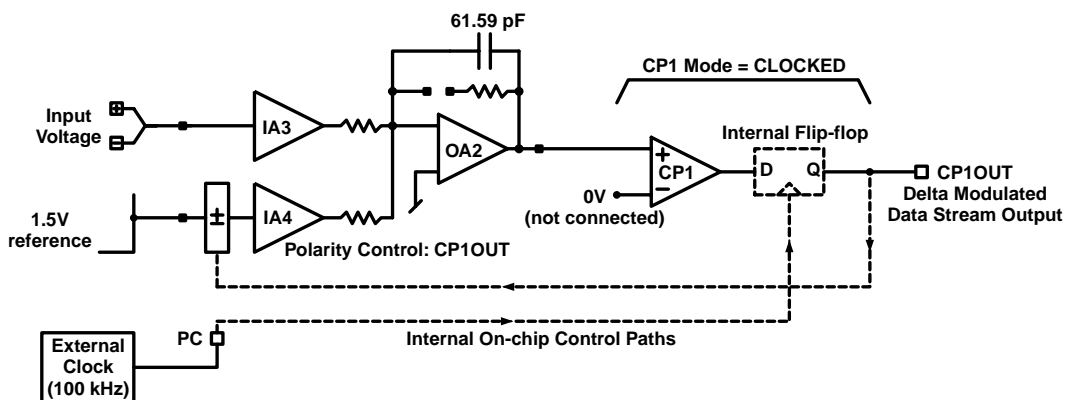 61.59 pF
CP1 Mode = CLOCKED
Input
Voltage
IA3
OA2
Internal Flip-flop
+
−
CP1
D
Q
CP1OUT
Delta Modulated
Data Stream Output
0V
(not connected)
1.5V
reference
±
IA4
Polarity Control: CP1OUT
PC
Internal On-chip Control Paths
External
Clock
(100 kHz)